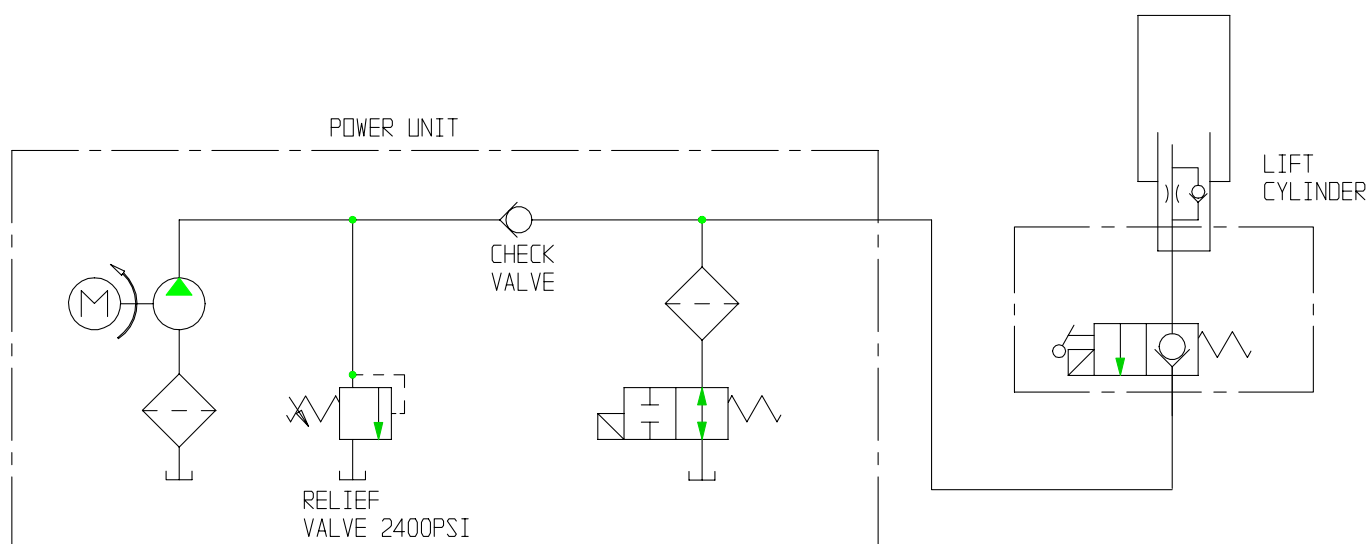 POWER UNIT
LIFT
CYLINDER
CHECK
VALVE
M
RELIEF
VALVE 2400PSI